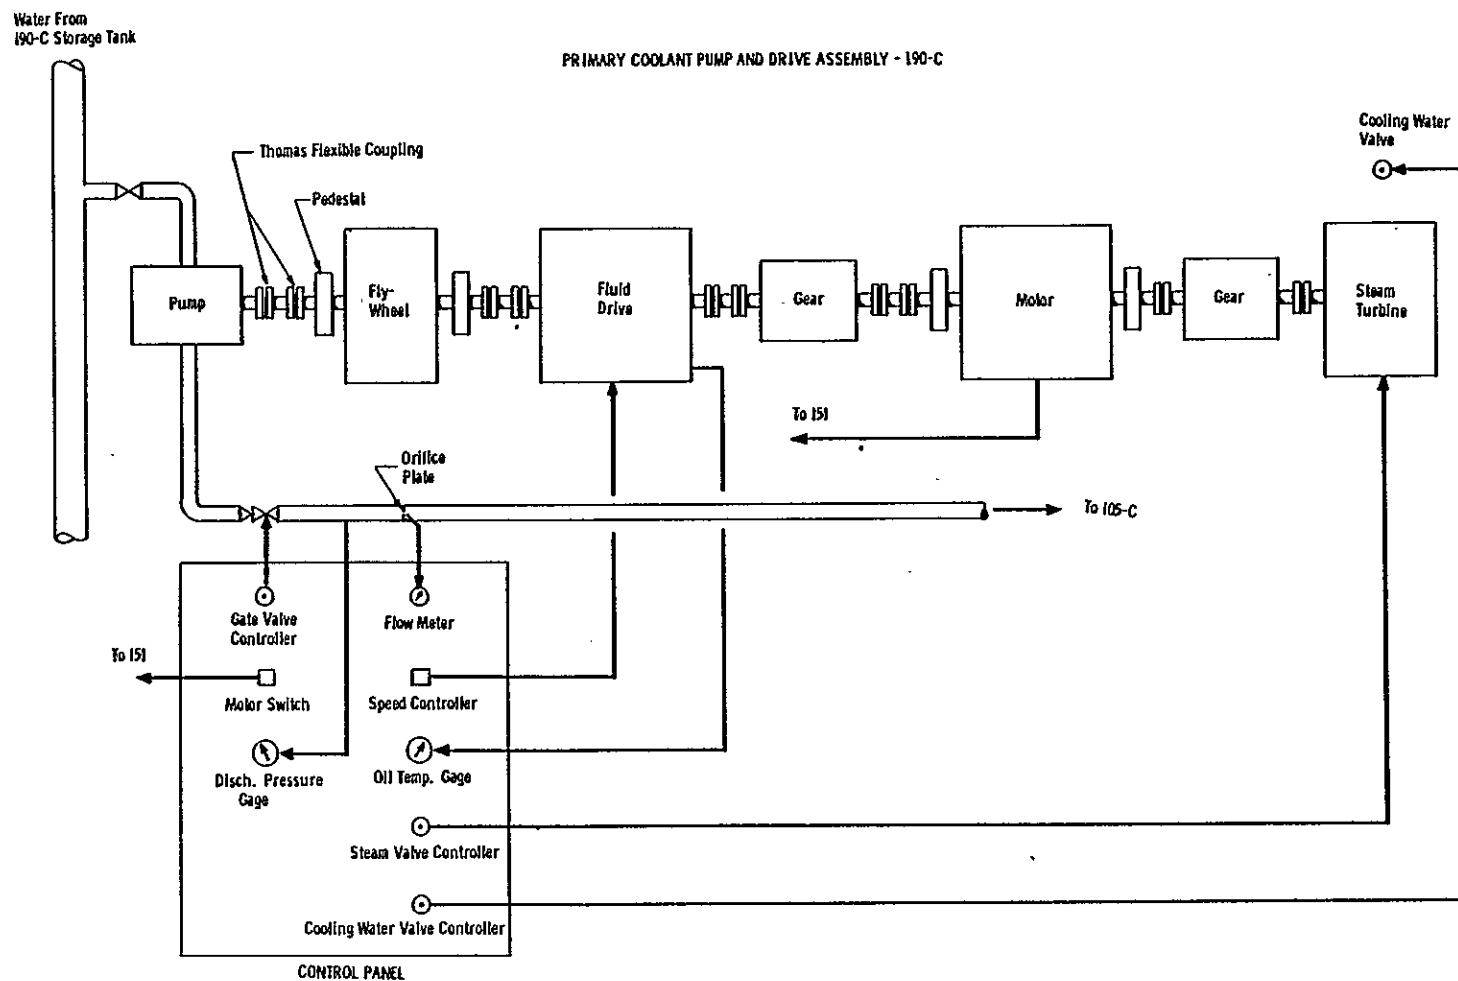 Water From
190-C Storage Tank
PRIMARY COOLANT PUMP AND DRIVE ASSEMBLY - 190-C
Cooling Water
Valve
Thomas Flexible Coupling
Pedestal
Pump
Fly-
Wheel
Fluid
Drive
Gear
Motor
Gear
Steam
Turbine
To 151
Orifice
Plate
To 105-C
Gate Valve
Controller
Flow Meter
To 151
Motor Switch
Speed Controller
Disch. Pressure
Gage
Oil Temp. Gage
Steam Valve Controller
Cooling Water Valve Controller
CONTROL PANEL